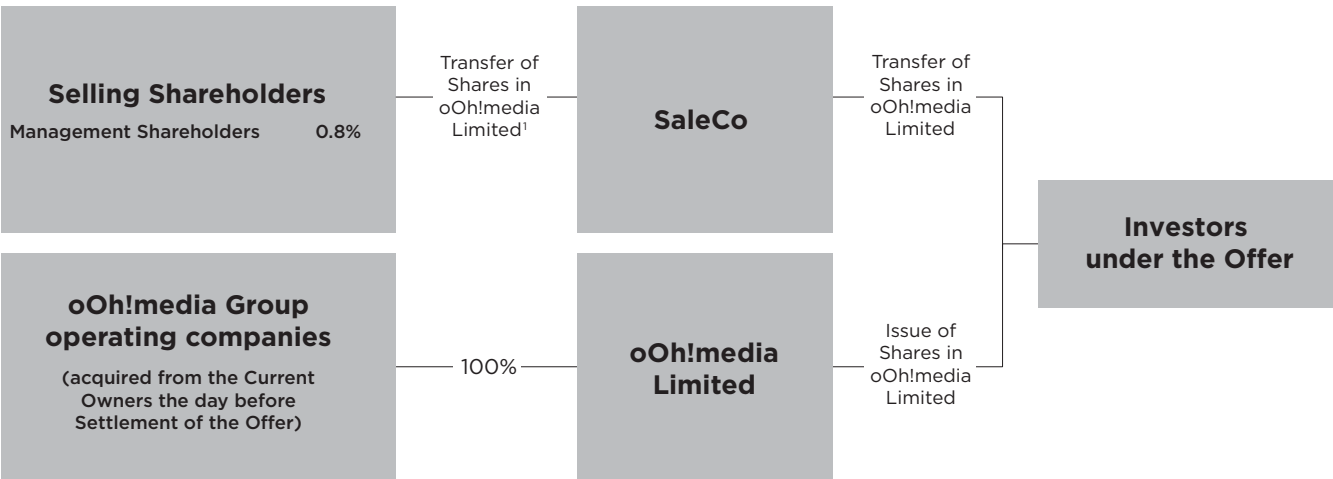 Selling Shareholders
Management Shareholders 0.8%
Transfer of
Shares in
oOh!media
Limited¹
SaleCo
Transfer of
Shares in
oOh!media
Limited
Investors
under the Offer
oOh!media Group
operating companies
(acquired from the Current
Owners the day before
Settlement of the Offer)
100%
oOh!media
Limited
Issue of
Shares in
oOh!media
Limited